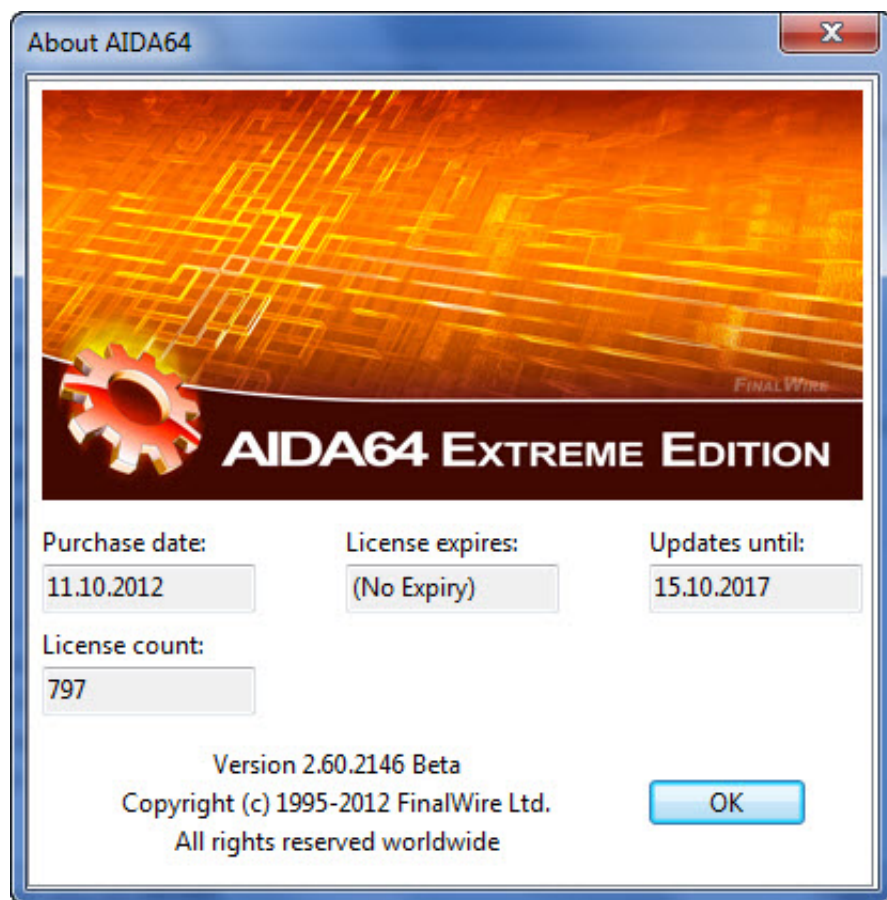 About AIDA64
FINALWIRE
AIDA64 EXTREME EDITION
Purchase date: License expires: Updates until:
11.10.2012 (No Expiry) 15.10.2017
License count:
797
Version 2.60.2146 Beta
Copyright (c) 1995-2012 FinalWire Ltd.
OK
All rights reserved worldwide